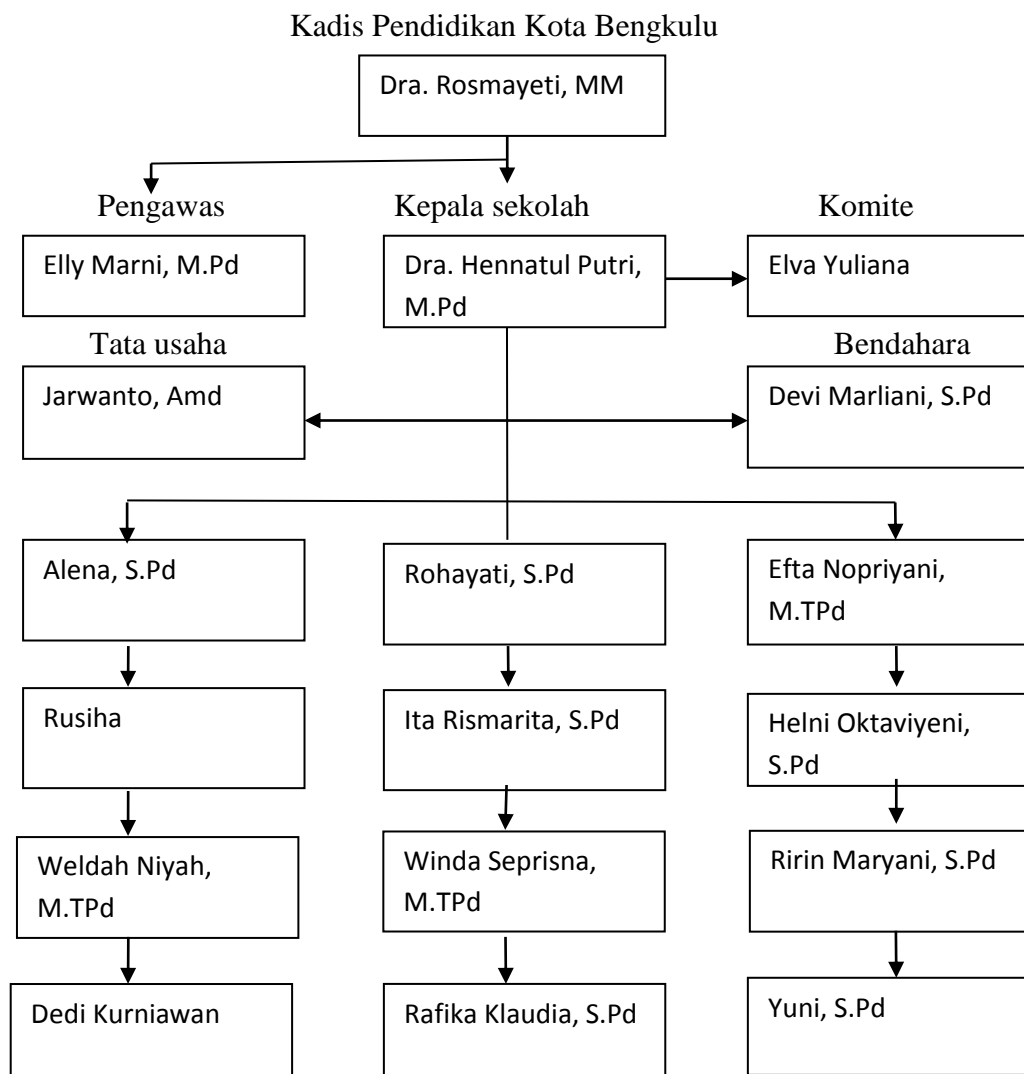 Kadis Pendidikan Kota Bengkulu
Dra. Rosmayeti, MM
Pengawas
Kepala sekolah
Komite
Elly Marni, M.Pd
Dra. Hennatul Putri,
M.Pd
Elva Yuliana
Tata usaha
Bendahara
Jarwanto, Amd
Devi Marliani, S.Pd
Alena, S.Pd
Rohayati, S.Pd
Efta Nopriyani,
M.TPd
Rusiha
Ita Rismarita, S.Pd
Helni Oktaviyeni,
S.Pd
Weldah Niyah,
M.TPd
Winda Seprisna,
M.TPd
Ririn Maryani, S.Pd
Dedi Kurniawan
Rafika Klaudia, S.Pd
Yuni, S.Pd